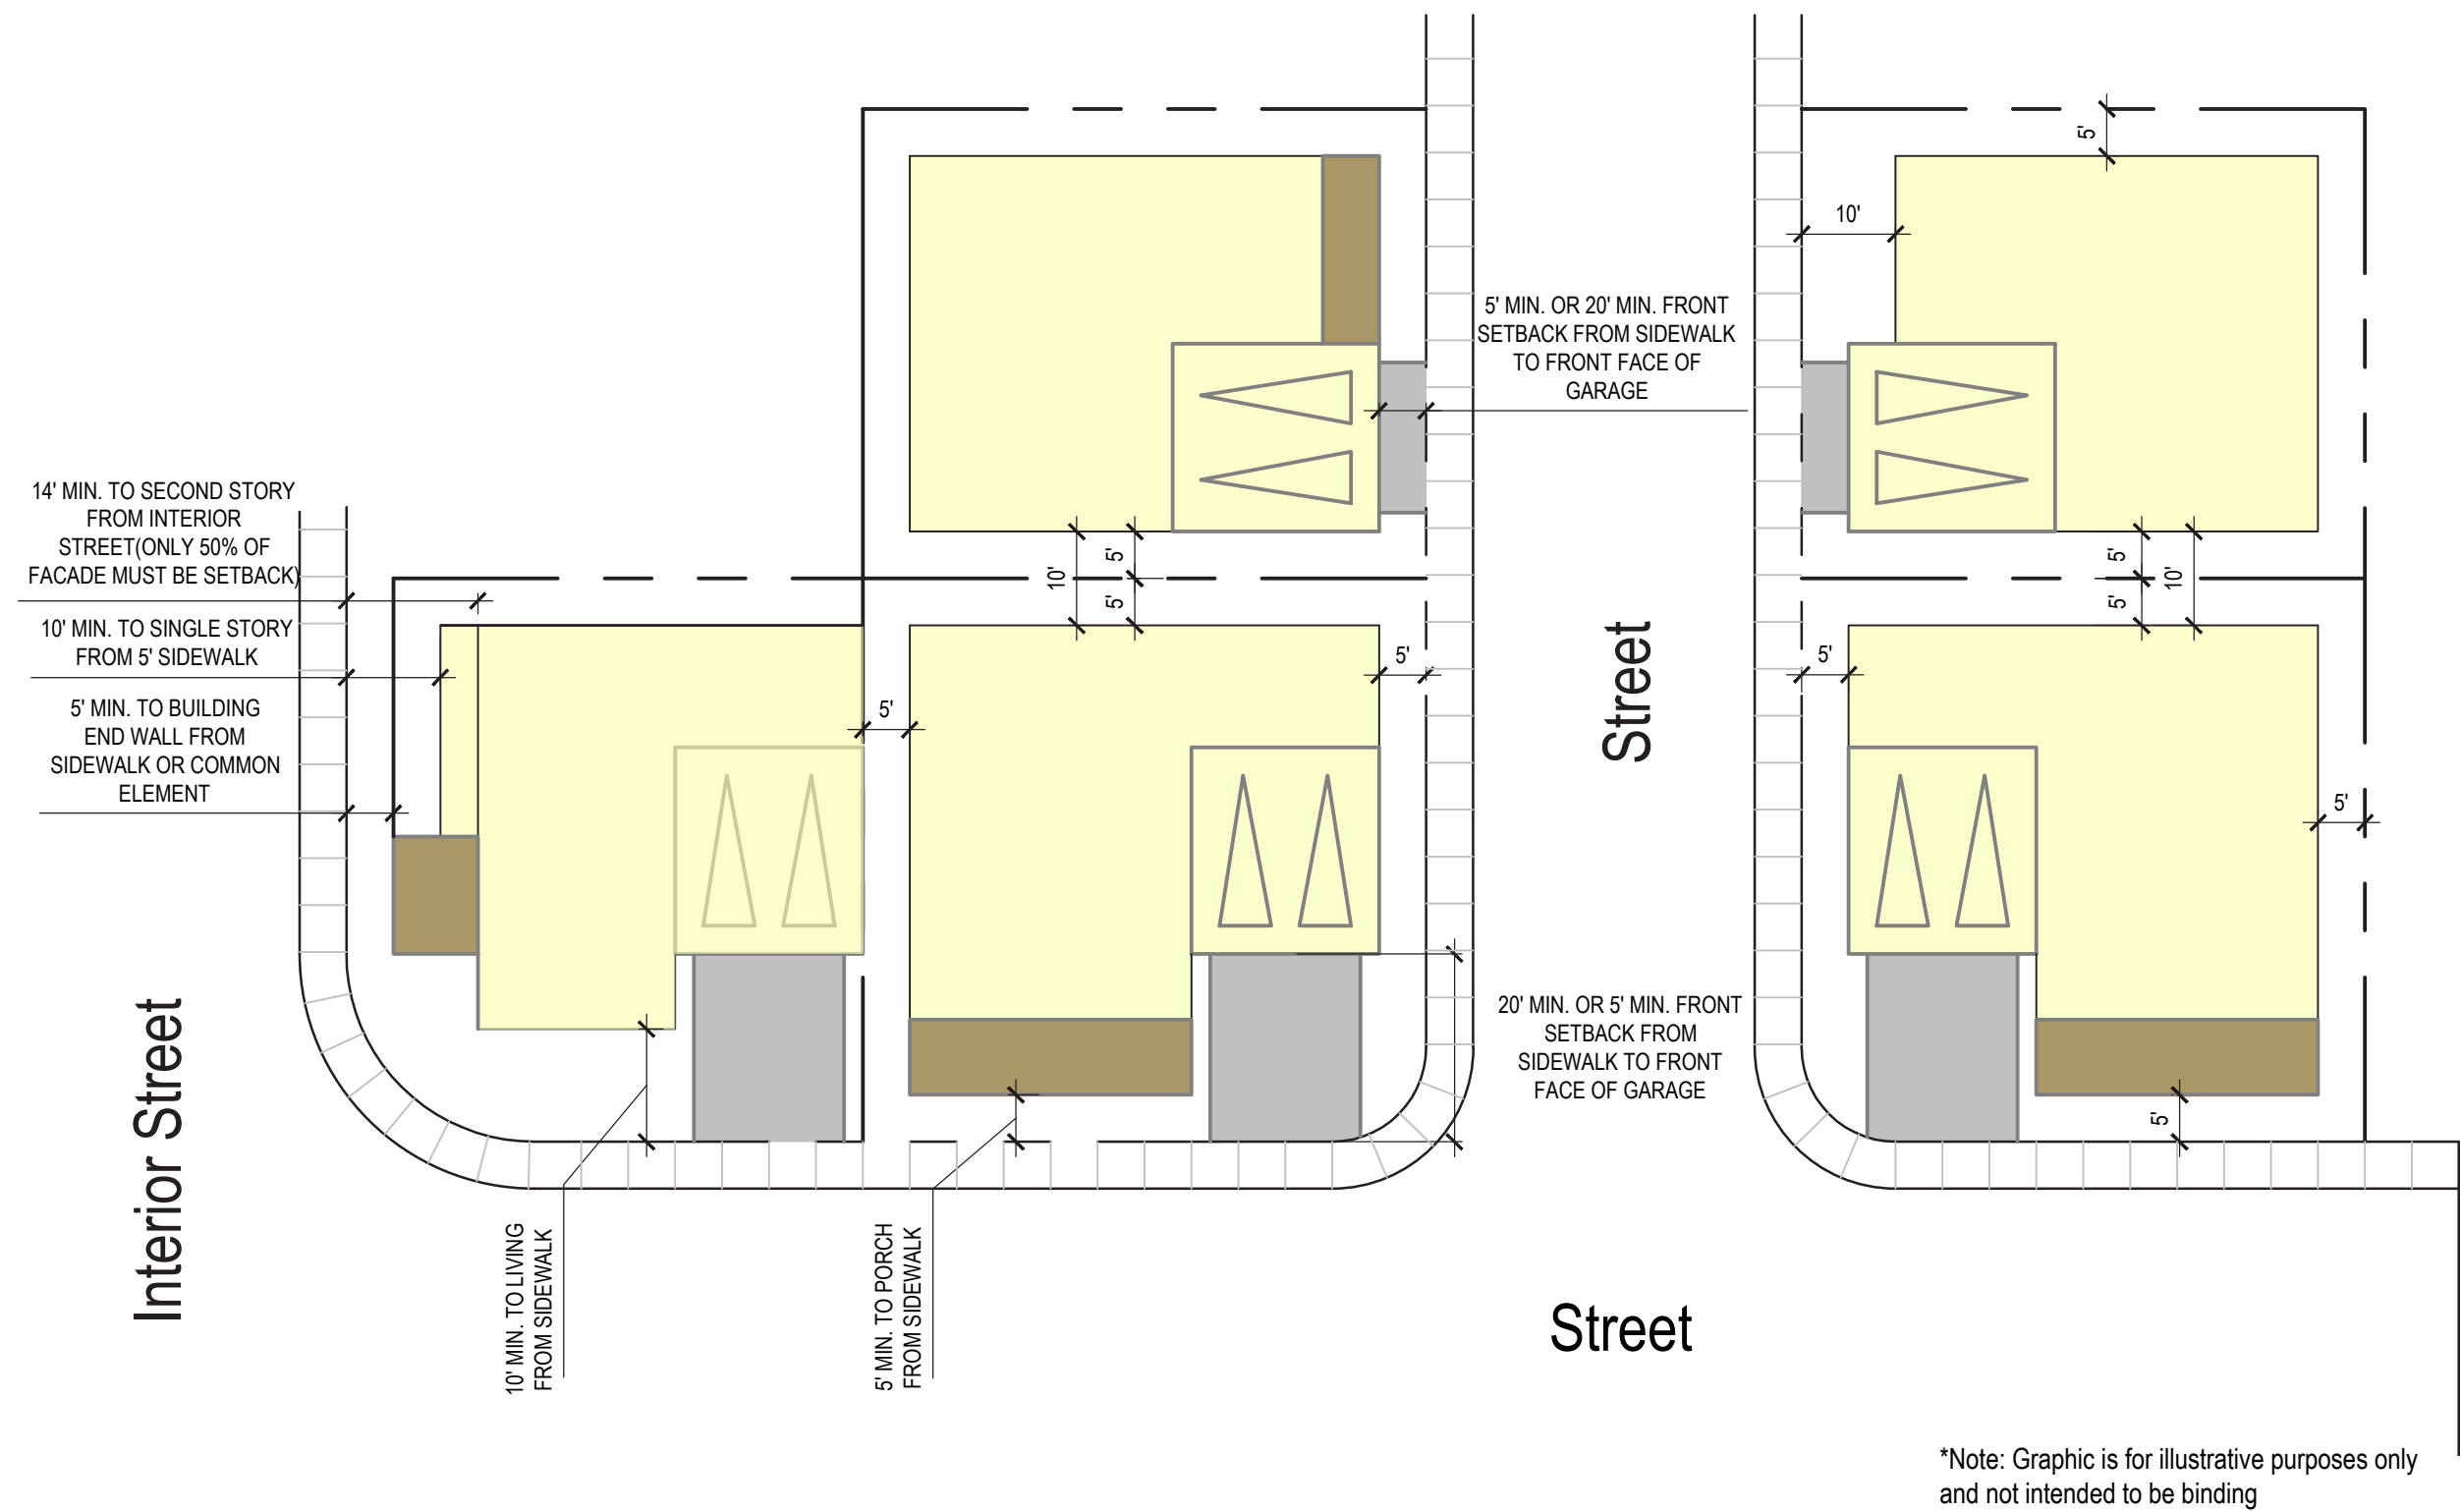 5'
10'
5' MIN. OR 20' MIN. FRONT
SETBACK FROM SIDEWALK
TO FRONT FACE OF
GARAGE
14' MIN. TO SECOND STORY
FROM INTERIOR
STREET(ONLY 50% OF
FACADE MUST BE SETBACK)
10' MIN. TO SINGLE STORY
FROM 5' SIDEWALK
5' MIN. TO BUILDING
END WALL FROM
SIDEWALK OR COMMON
ELEMENT
10'
5'
5'
5'
5'
5'
5'
10'
5'
5'
Street
20' MIN. OR 5' MIN. FRONT
SETBACK FROM
SIDEWALK TO FRONT
FACE OF GARAGE
5'
Interior Street
10' MIN. TO LIVING
FROM SIDEWALK
5' MIN. TO PORCH
FROM SIDEWALK
Street
*Note: Graphic is for illustrative purposes only
and not intended to be binding